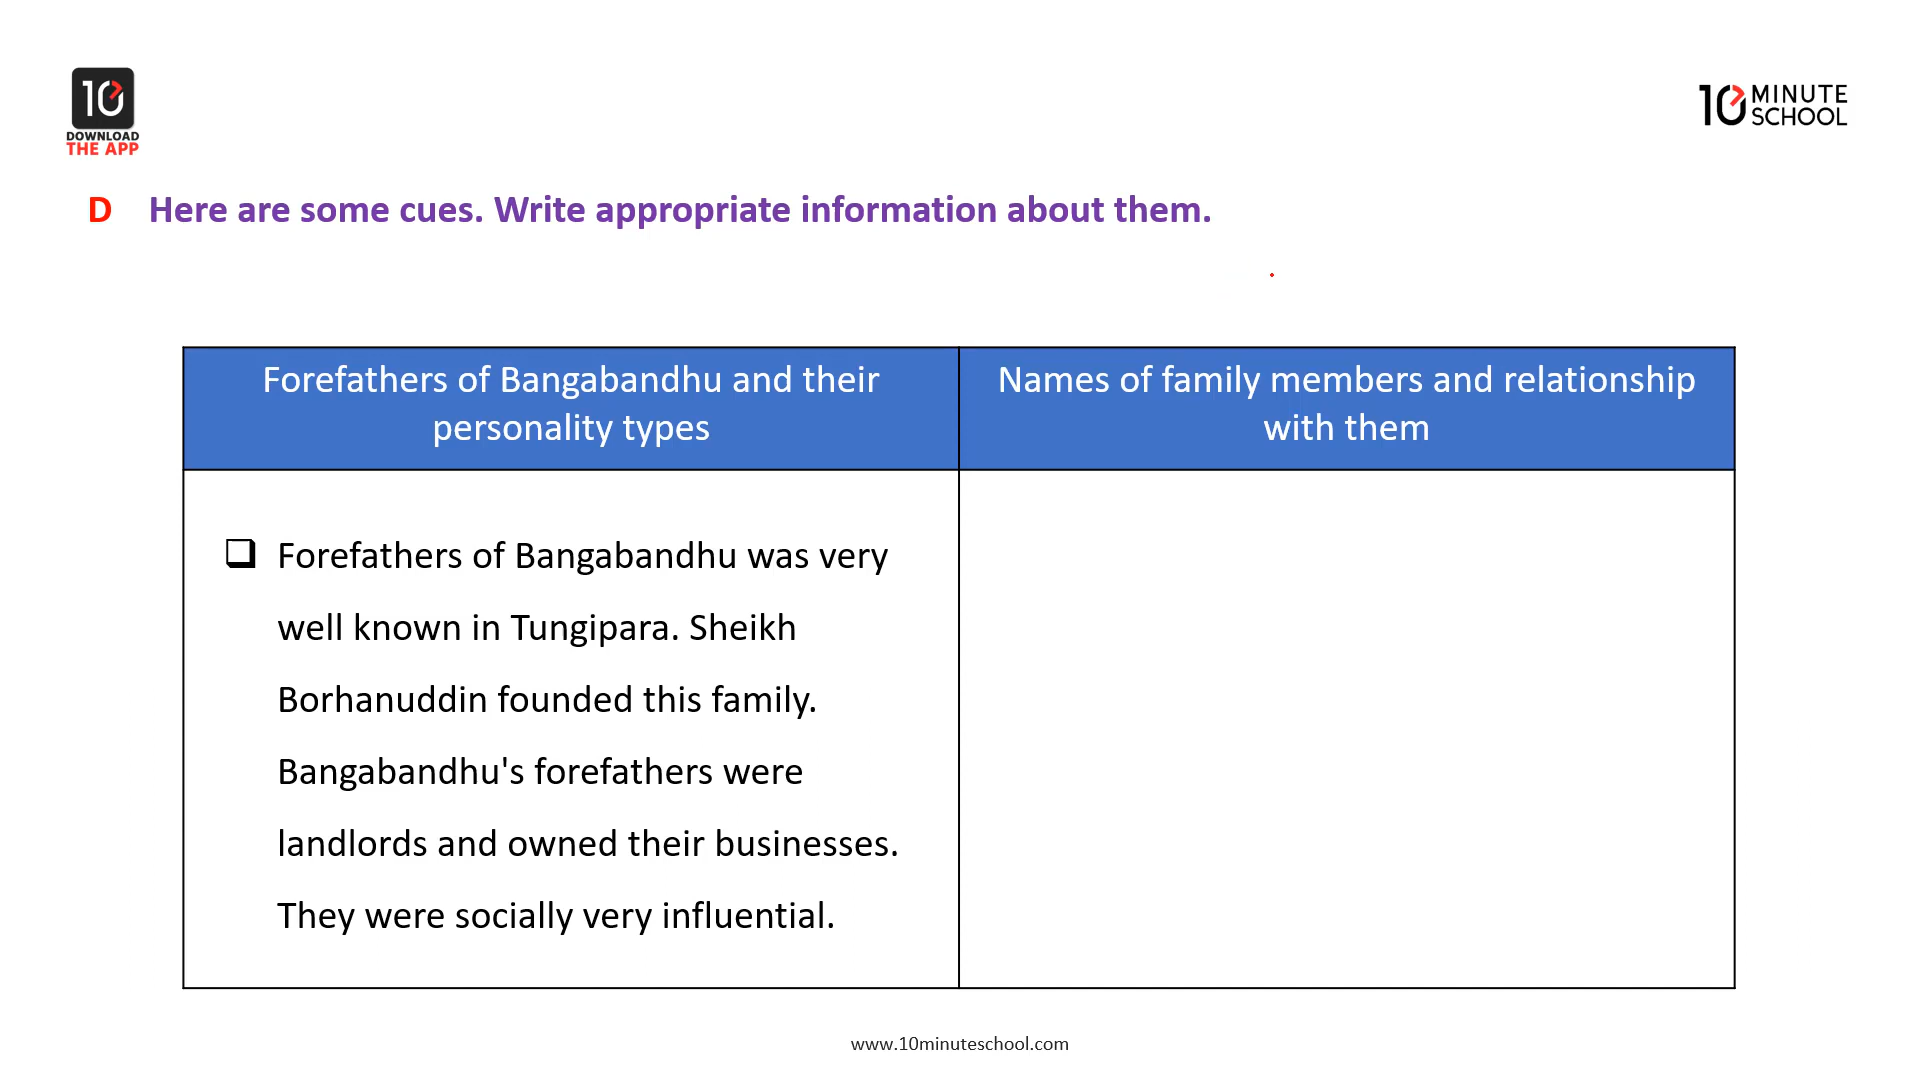 10
DOWNLOAD
THE APP
10 MINUTE
SCHOOL
D Here are some cues. Write appropriate information about them.
Forefathers of Bangabandhu and their
personality types
Names of family members and relationship
with them
Forefathers of Bangabandhu was very
well known in Tungipara. Sheikh
Borhanuddin founded this family.
Bangabandhu's forefathers were
landlords and owned their businesses.
They were socially very influential.
www.10minuteschool.com